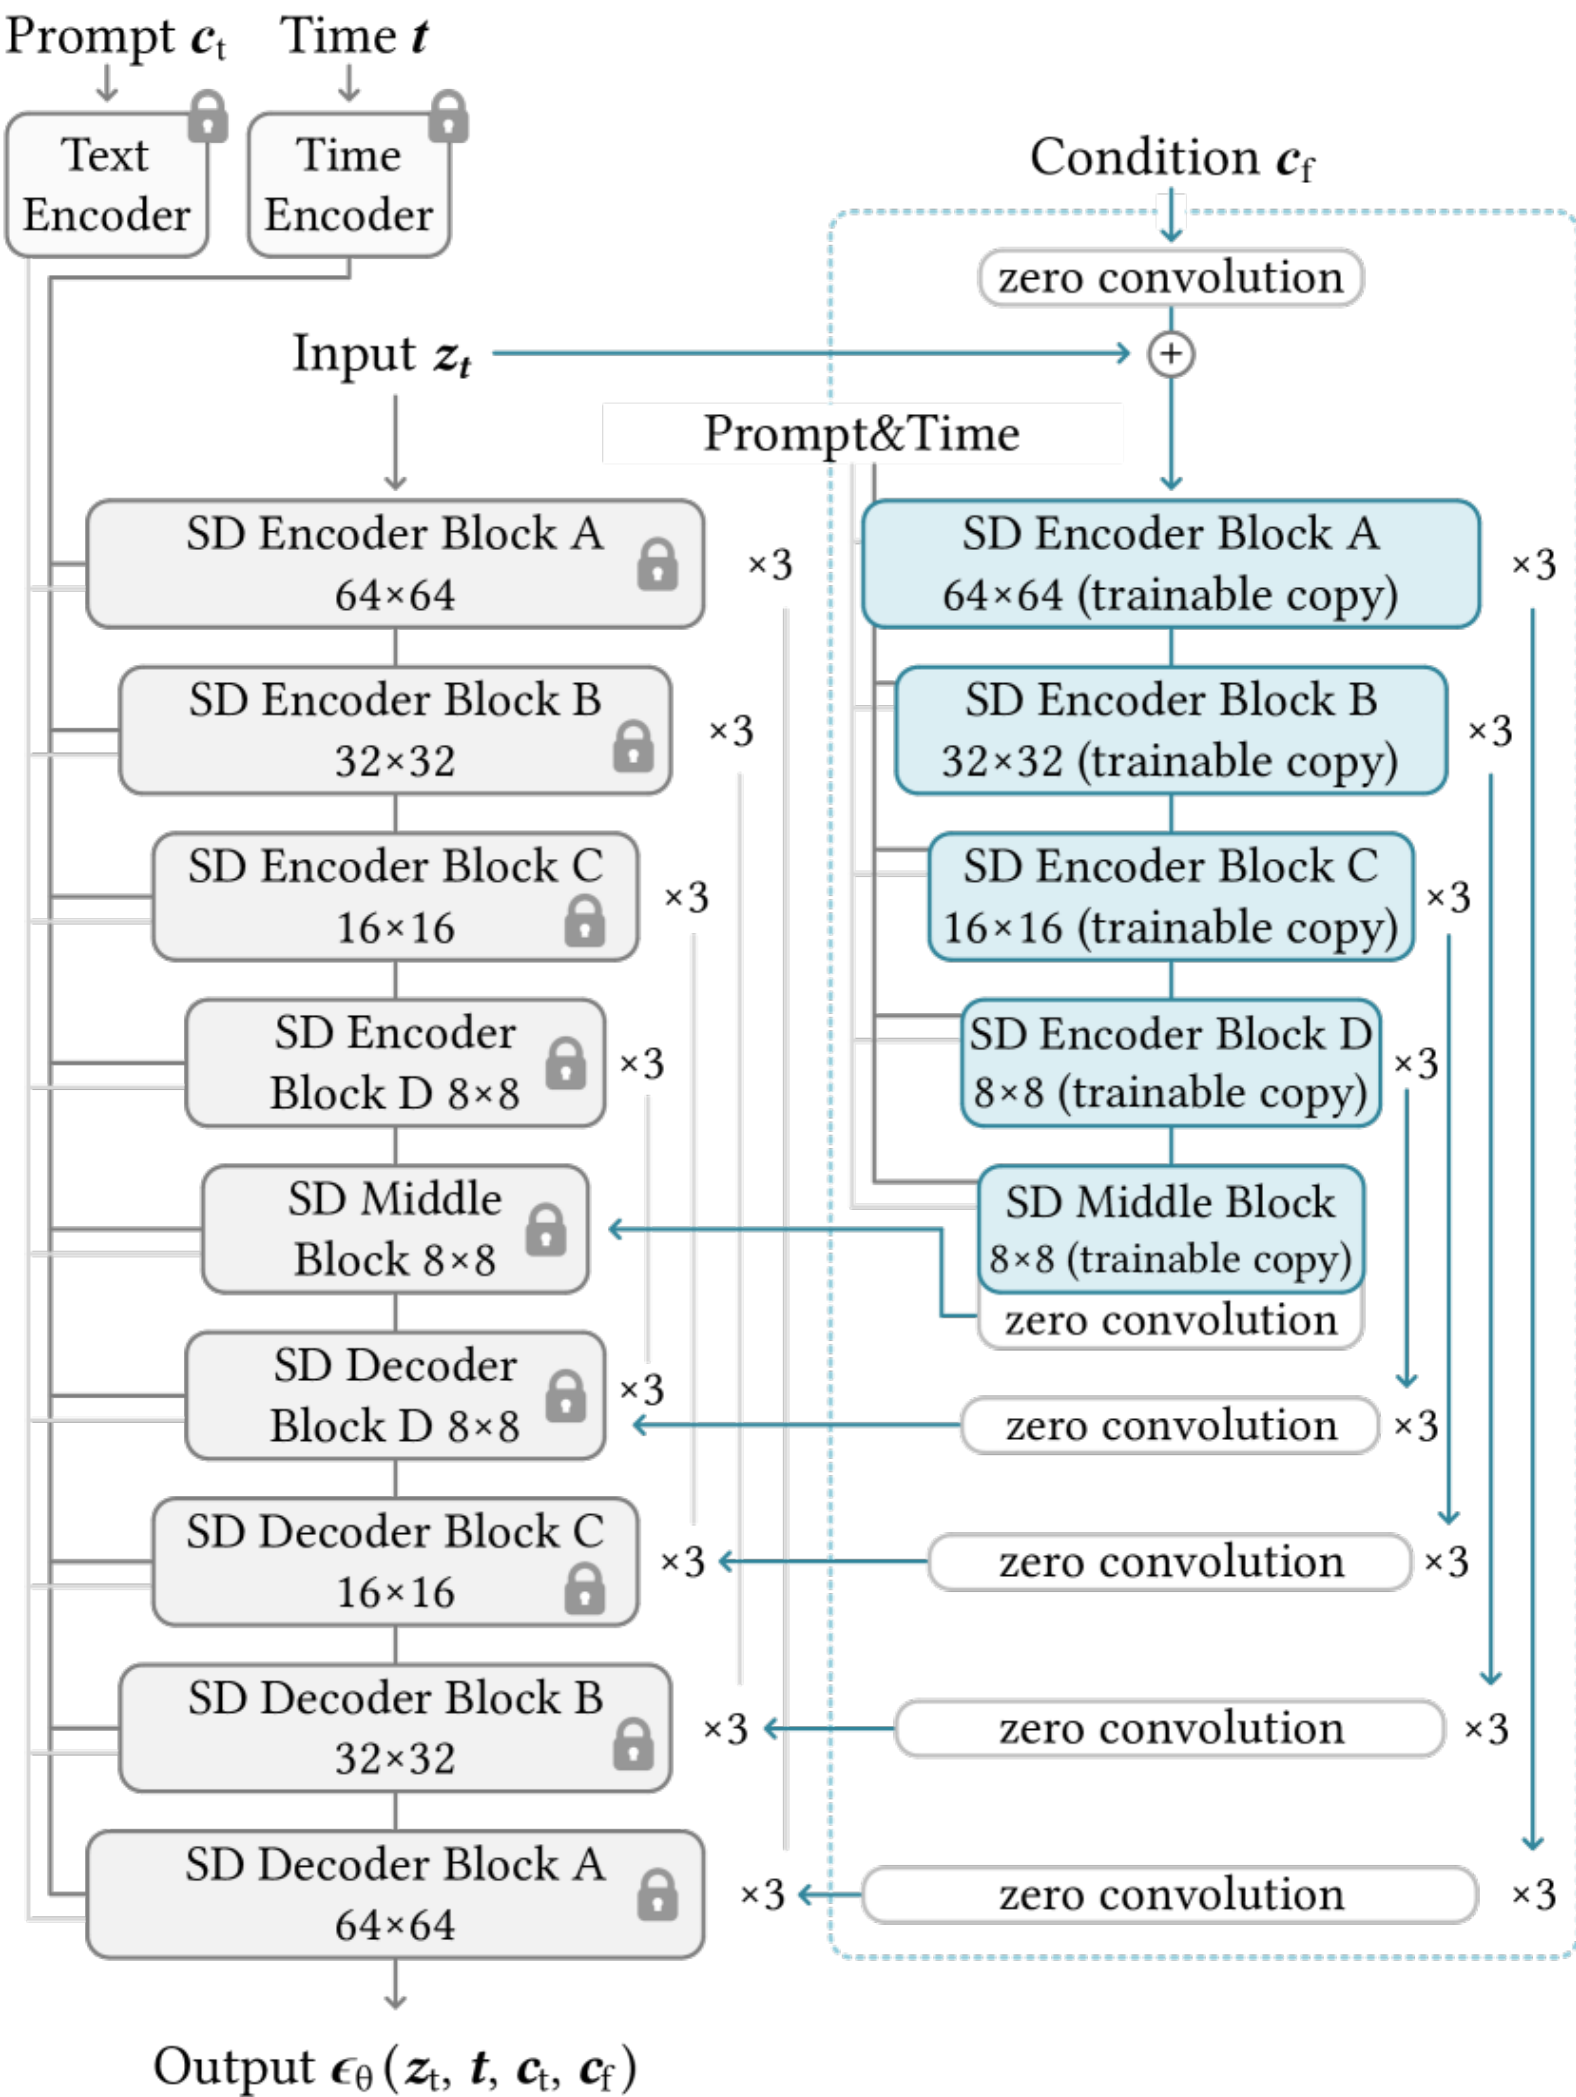 Prompt cₜ
Time t
Text
Encoder
Time
Encoder
Condition c_f
zero convolution
Input zₜ
+
Prompt&Time
SD Encoder Block A
64×64
×3
SD Encoder Block A
64×64 (trainable copy)
×3
SD Encoder Block B
32×32
×3
SD Encoder Block B
32×32 (trainable copy)
×3
SD Encoder Block C
16×16
×3
SD Encoder Block C
16×16 (trainable copy)
×3
SD Encoder
Block D 8×8
×3
SD Encoder Block D
8×8 (trainable copy)
×3
SD Middle
Block 8×8
SD Middle Block
8×8 (trainable copy)
zero convolution
SD Decoder
Block D 8×8
×3
zero convolution
×3
SD Decoder Block C
16×16
×3
zero convolution
×3
SD Decoder Block B
32×32
×3
zero convolution
×3
SD Decoder Block A
64×64
×3
zero convolution
×3
Output ϵ_θ(zₜ, t, cₜ, c_f)